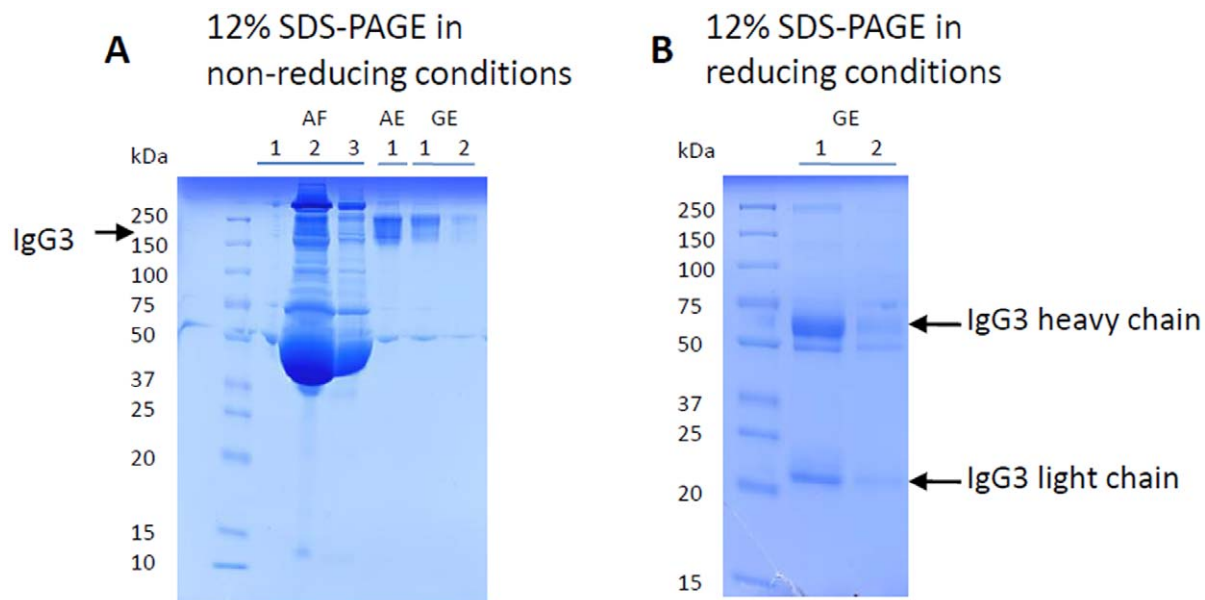 A
12% SDS-PAGE in
non-reducing conditions
AF AE GE
1 2 3 1 1 2
kDa
250
IgG3
150
100
75
50
37
25
20
15
10
B
12% SDS-PAGE in
reducing conditions
GE
1 2
kDa
250
150
100
75
IgG3 heavy chain
50
37
25
IgG3 light chain
20
15